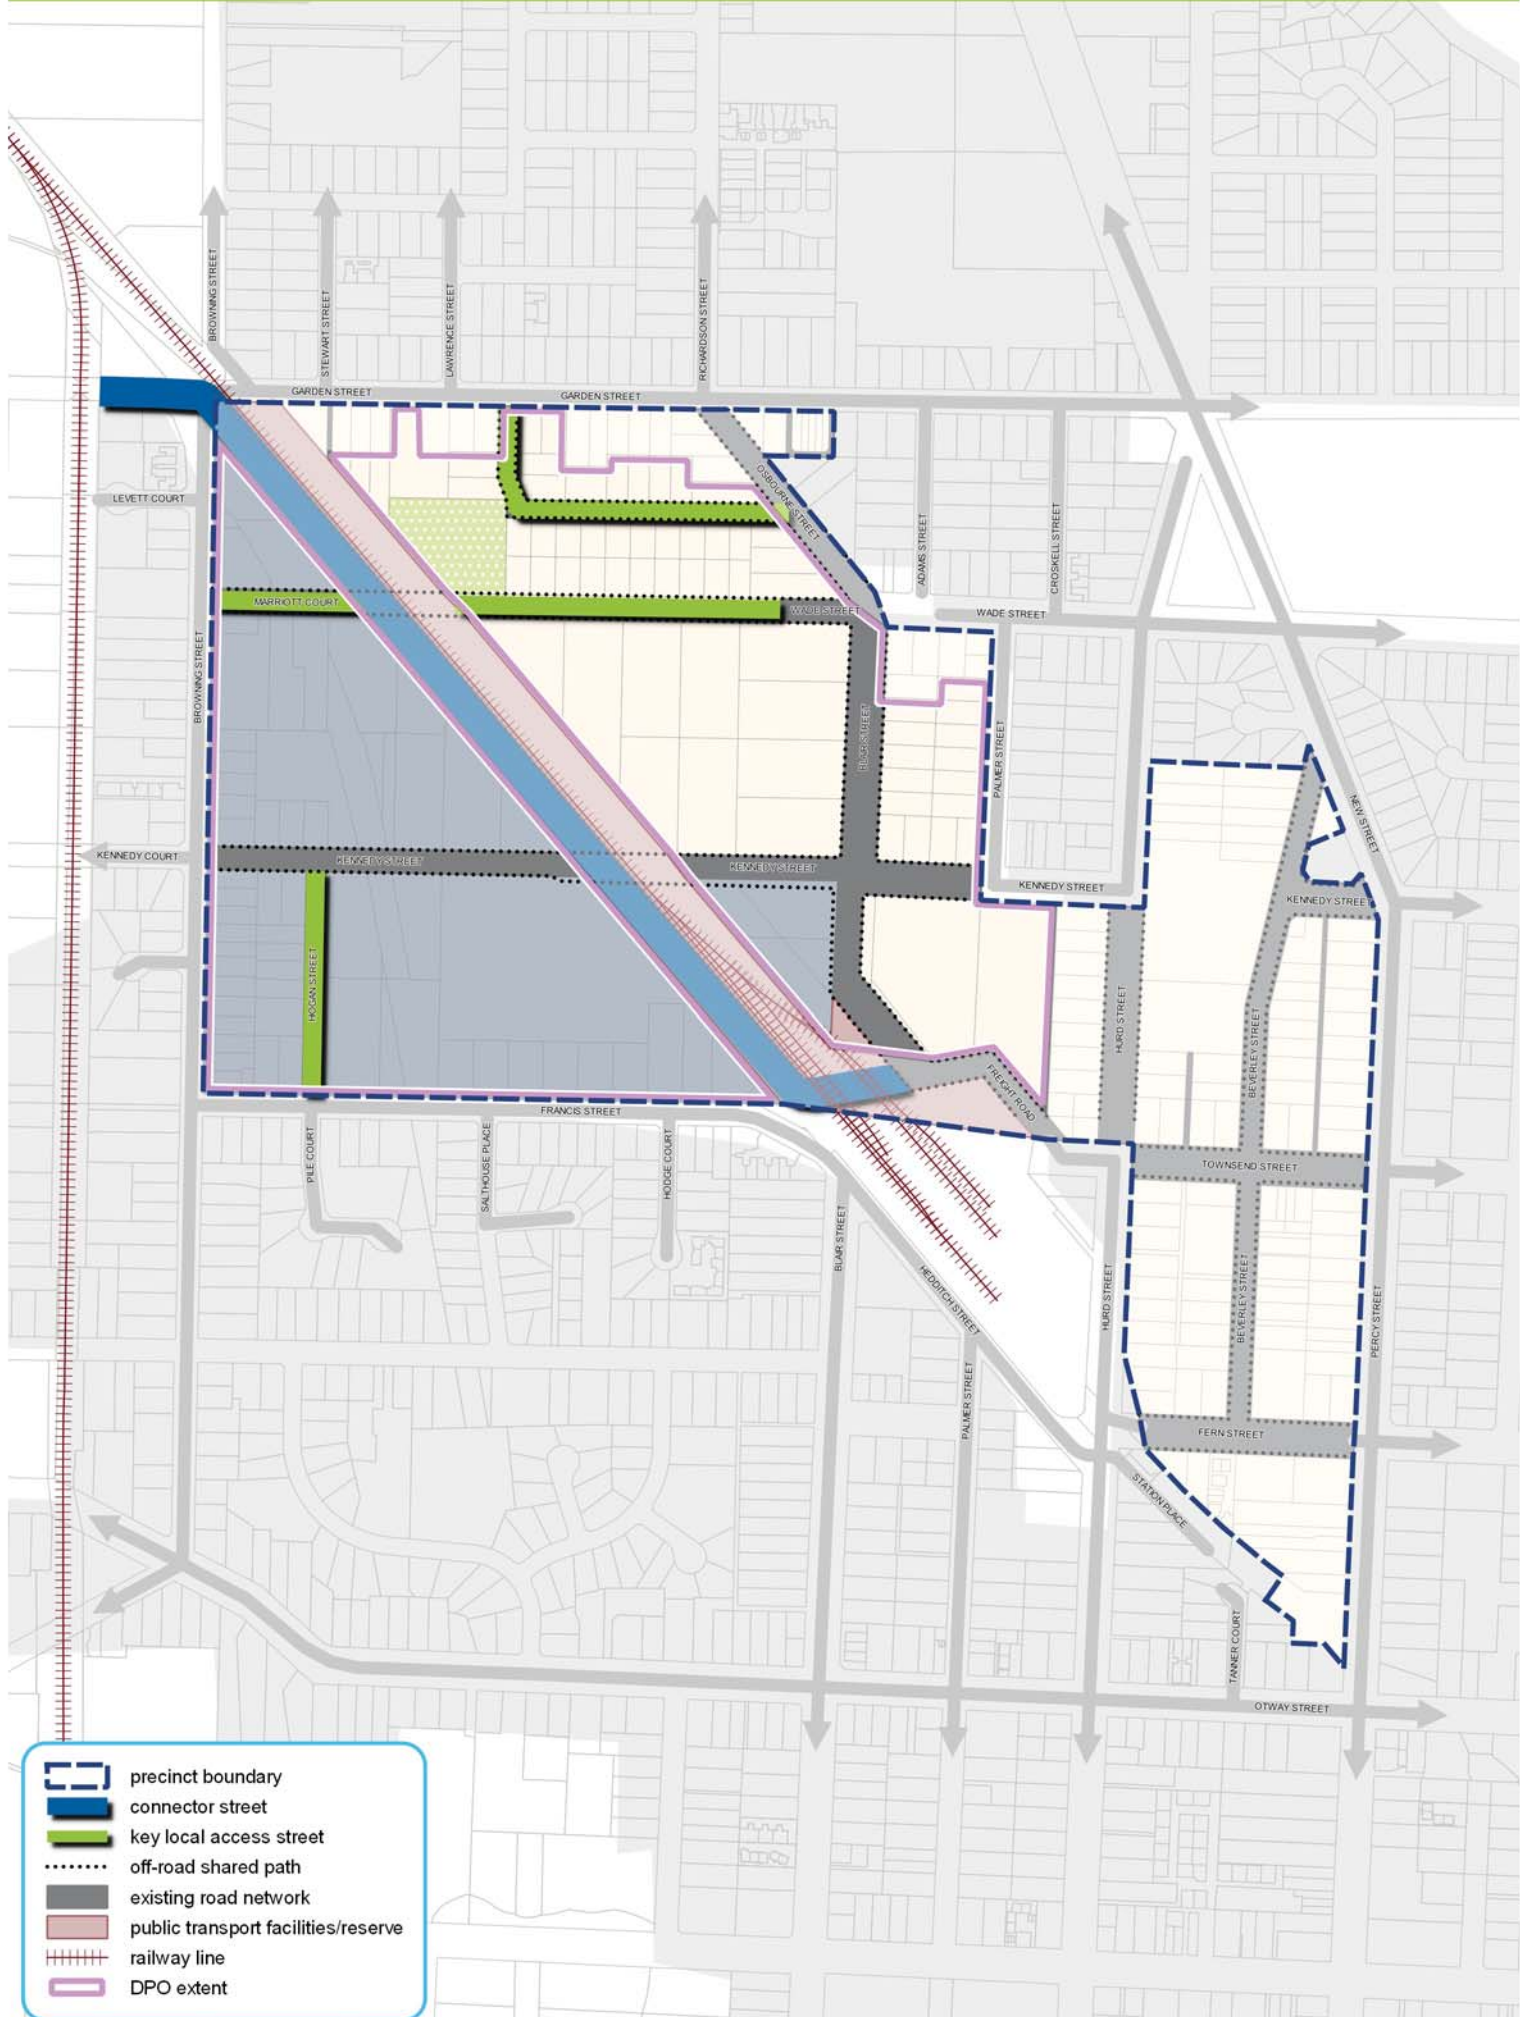 BROWNING STREET
STEWART STREET
LAWRENCE STREET
RICHARDSON STREET
GARDEN STREET
GARDEN STREET
OSBOURNE STREET
LEVETT COURT
ADAMS STREET
CROSKELL STREET
MARRIOTT COURT
WADE STREET
WADE STREET
BROWNING STREET
BLAIR STREET
PALMER STREET
NEW STREET
KENNEDY COURT
KENNEDY STREET
KENNEDY STREET
KENNEDY STREET
KENNEDY STREET
HOGAN STREET
HURD STREET
BEVERLEY STREET
FREIGHT ROAD
FRANCIS STREET
PILE COURT
SALTHOUSE PLACE
HODGE COURT
TOWNSEND STREET
BLAIR STREET
HEDDITCH STREET
HURD STREET
BEVERLEY STREET
PERCY STREET
PALMER STREET
FERN STREET
STATION PLACE
TANNER COURT
OTWAY STREET
precinct boundary
connector street
key local access street
off-road shared path
existing road network
public transport facilities/reserve
railway line
DPO extent